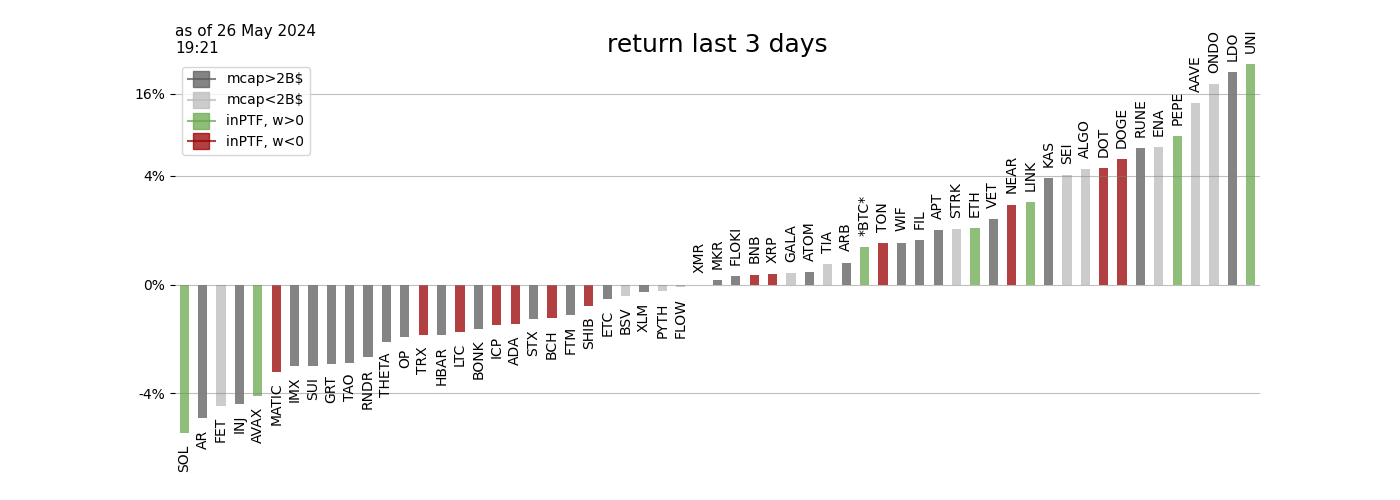 as of 26 May 2024
19:21
return last 3 days
mcap>2B$
mcap<2B$
inPTF, w>0
inPTF, w<0
16%
4%
0%
-4%
SOL
AR
FET
INJ
AVAX
MATIC
IMX
SUI
GRT
TAO
RNDR
THETA
OP
TRX
HBAR
LTC
BONK
ICP
ADA
STX
BCH
FTM
SHIB
ETC
BSV
XLM
PYTH
FLOW
XMR
MKR
FLOKI
BNB
XRP
GALA
ATOM
TIA
ARB
*BTC*
TON
WIF
FIL
APT
STRK
ETH
VET
NEAR
LINK
KAS
SEI
ALGO
DOT
DOGE
RUNE
ENA
PEPE
AAVE
ONDO
LDO
UNI